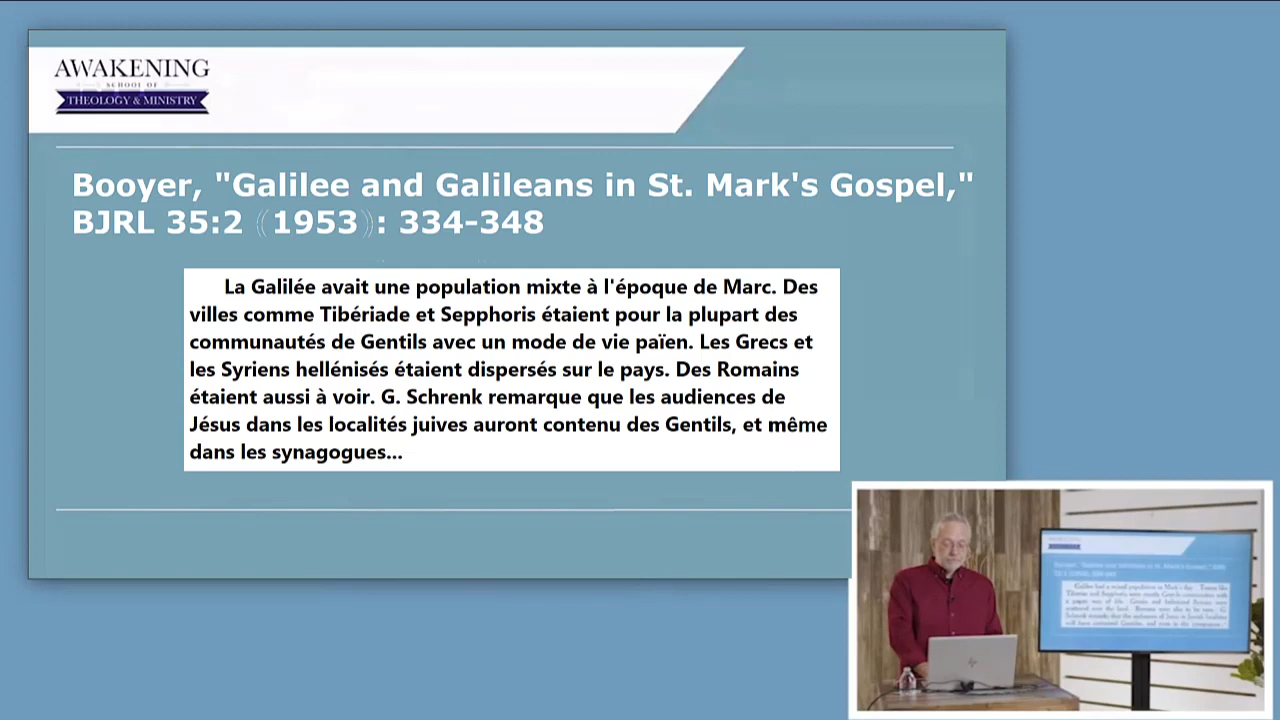 AWAKENING
SCHOOL OF
THEOLOGY & MINISTRY
Booyer, "Galilee and Galileans in St. Mark's Gospel,"
BJRL 35:2 (1953): 334-348
La Galilée avait une population mixte à l'époque de Marc. Des
villes comme Tibériade et Sepphoris étaient pour la plupart des
communautés de Gentils avec un mode de vie païen. Les Grecs et
les Syriens hellénisés étaient dispersés sur le pays. Des Romains
étaient aussi à voir. G. Schrenk remarque que les audiences de
Jésus dans les localités juives auront contenu des Gentils, et même
dans les synagogues...
AWAKENING